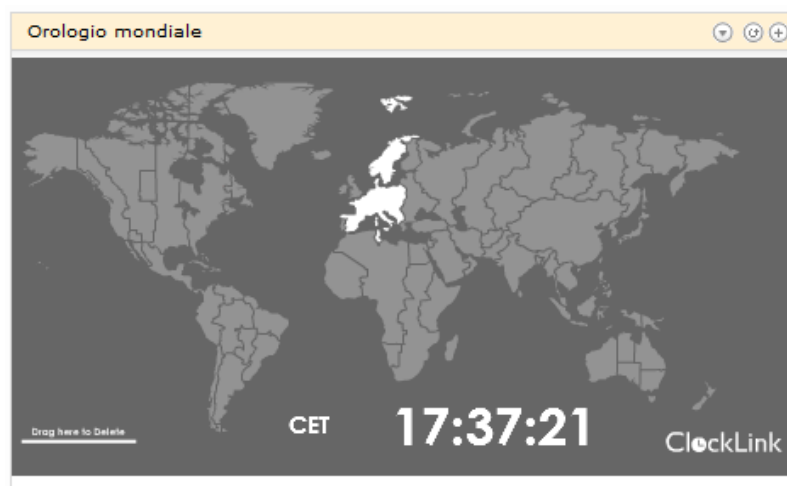 Orologio mondiale
Drag here to Delete
CET 17:37:21
ClockLink